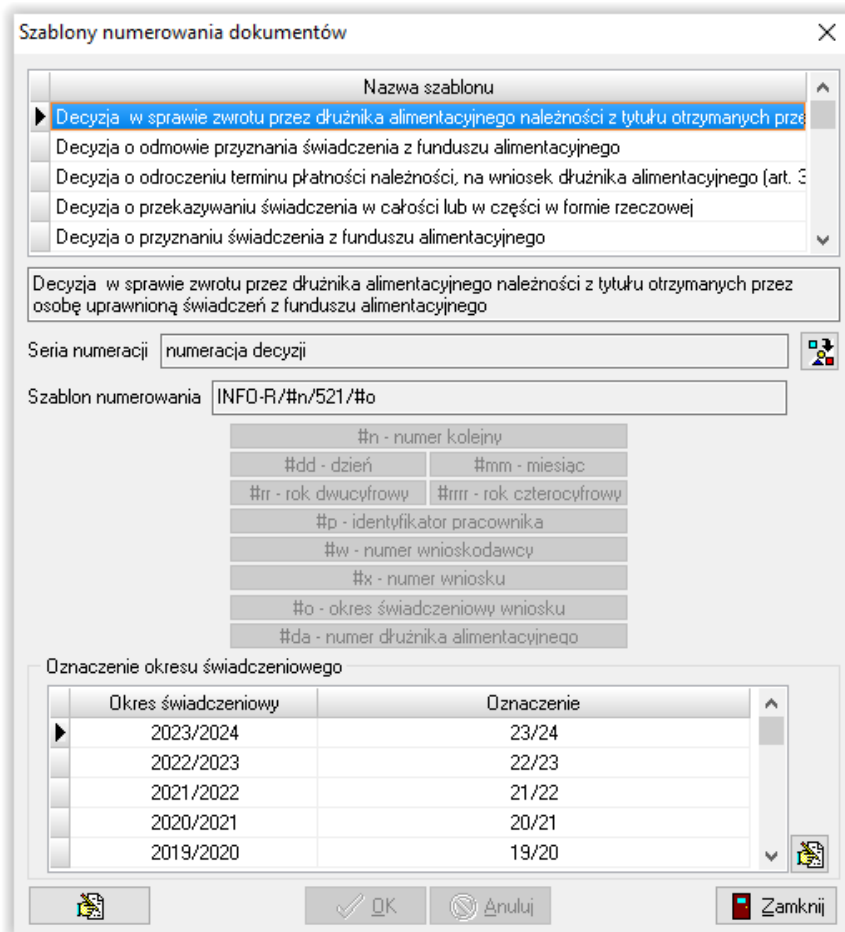 Szablony numerowania dokumentów
Nazwa szablonu
Decyzja w sprawie zwrotu przez dłużnika alimentacyjnego należności z tytułu otrzymanych prze
Decyzja o odmowie przyznania świadczenia z funduszu alimentacyjnego
Decyzja o odroczeniu terminu płatności należności, na wniosek dłużnika alimentacyjnego (art. 3
Decyzja o przekazywaniu świadczenia w całości lub w części w formie rzeczowej
Decyzja o przyznaniu świadczenia z funduszu alimentacyjnego
Decyzja w sprawie zwrotu przez dłużnika alimentacyjnego należności z tytułu otrzymanych przez
osobę uprawnioną świadczeń z funduszu alimentacyjnego
Seria numeracji numeracja decyzji
Szablon numerowania INFO-R/#n/521/#o
#n - numer kolejny
#dd - dzień #mm - miesiąc
#rr - rok dwucyfrowy #rrrr - rok czterocyfrowy
#p - identyfikator pracownika
#w - numer wnioskodawcy
#x - numer wniosku
#o - okres świadczeniowy wniosku
#da - numer dłużnika alimentacyjnego
Oznaczenie okresu świadczeniowego
Okres świadczeniowy Oznaczenie
2023/2024 23/24
2022/2023 22/23
2021/2022 21/22
2020/2021 20/21
2019/2020 19/20
OK Anuluj Zamknij